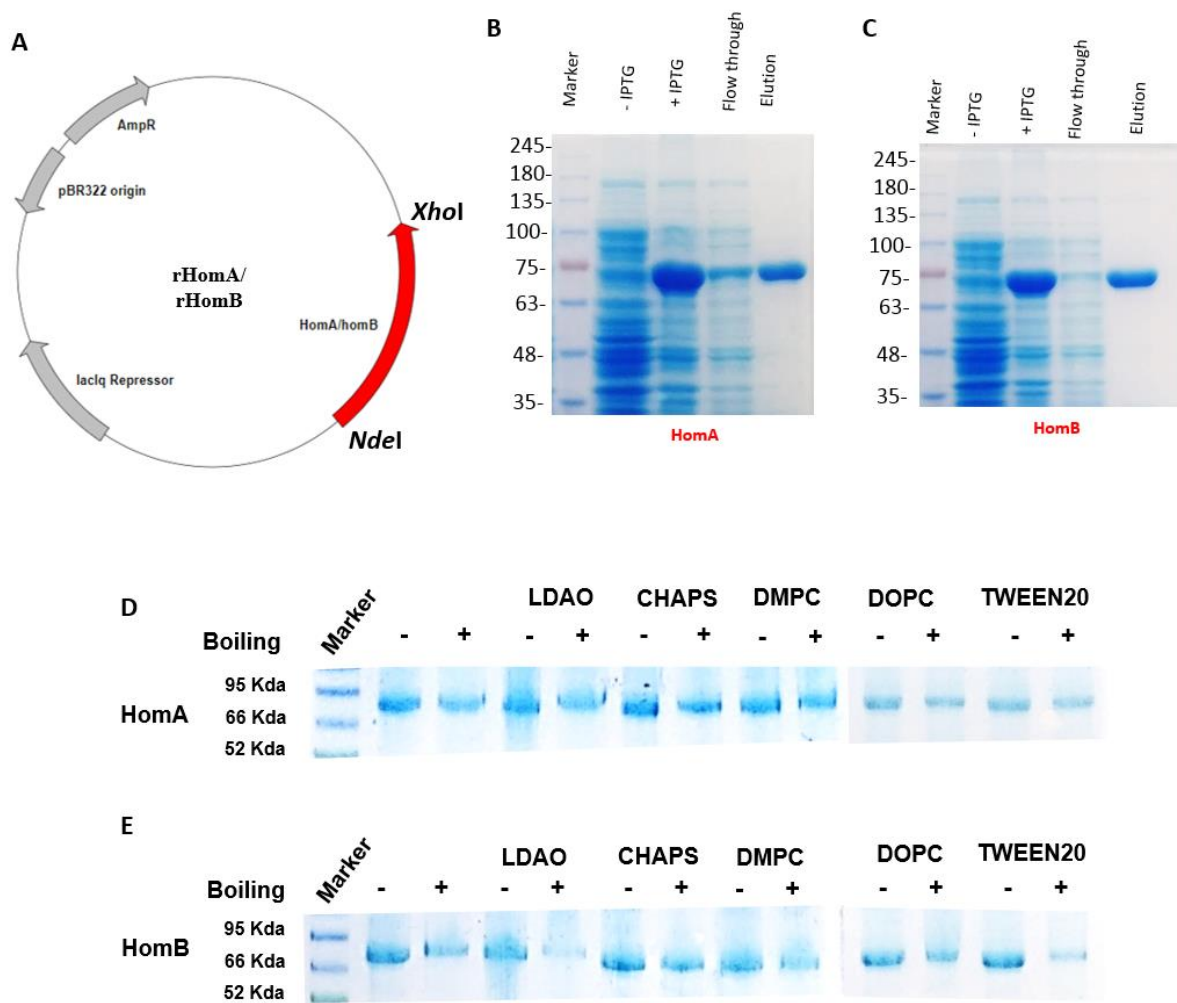 A
AmpR
pBR322 origin
XhoI
rHomA/
rHomB
HomA/homB
lacIq Repressor
NdeI
B
Marker
- IPTG
+ IPTG
Flow through
Elution
245-
180-
135-
100-
75-
63-
48-
35-
HomA
C
Marker
- IPTG
+ IPTG
Flow through
Elution
245-
180-
135-
100-
75-
63-
48-
35-
HomB
D
Marker
LDAO CHAPS DMPC DOPC TWEEN20
Boiling - + - + - + - + - + - +
95 Kda
HomA
66 Kda
52 Kda
E
Marker
LDAO CHAPS DMPC DOPC TWEEN20
Boiling - + - + - + - + - + - +
95 Kda
HomB
66 Kda
52 Kda